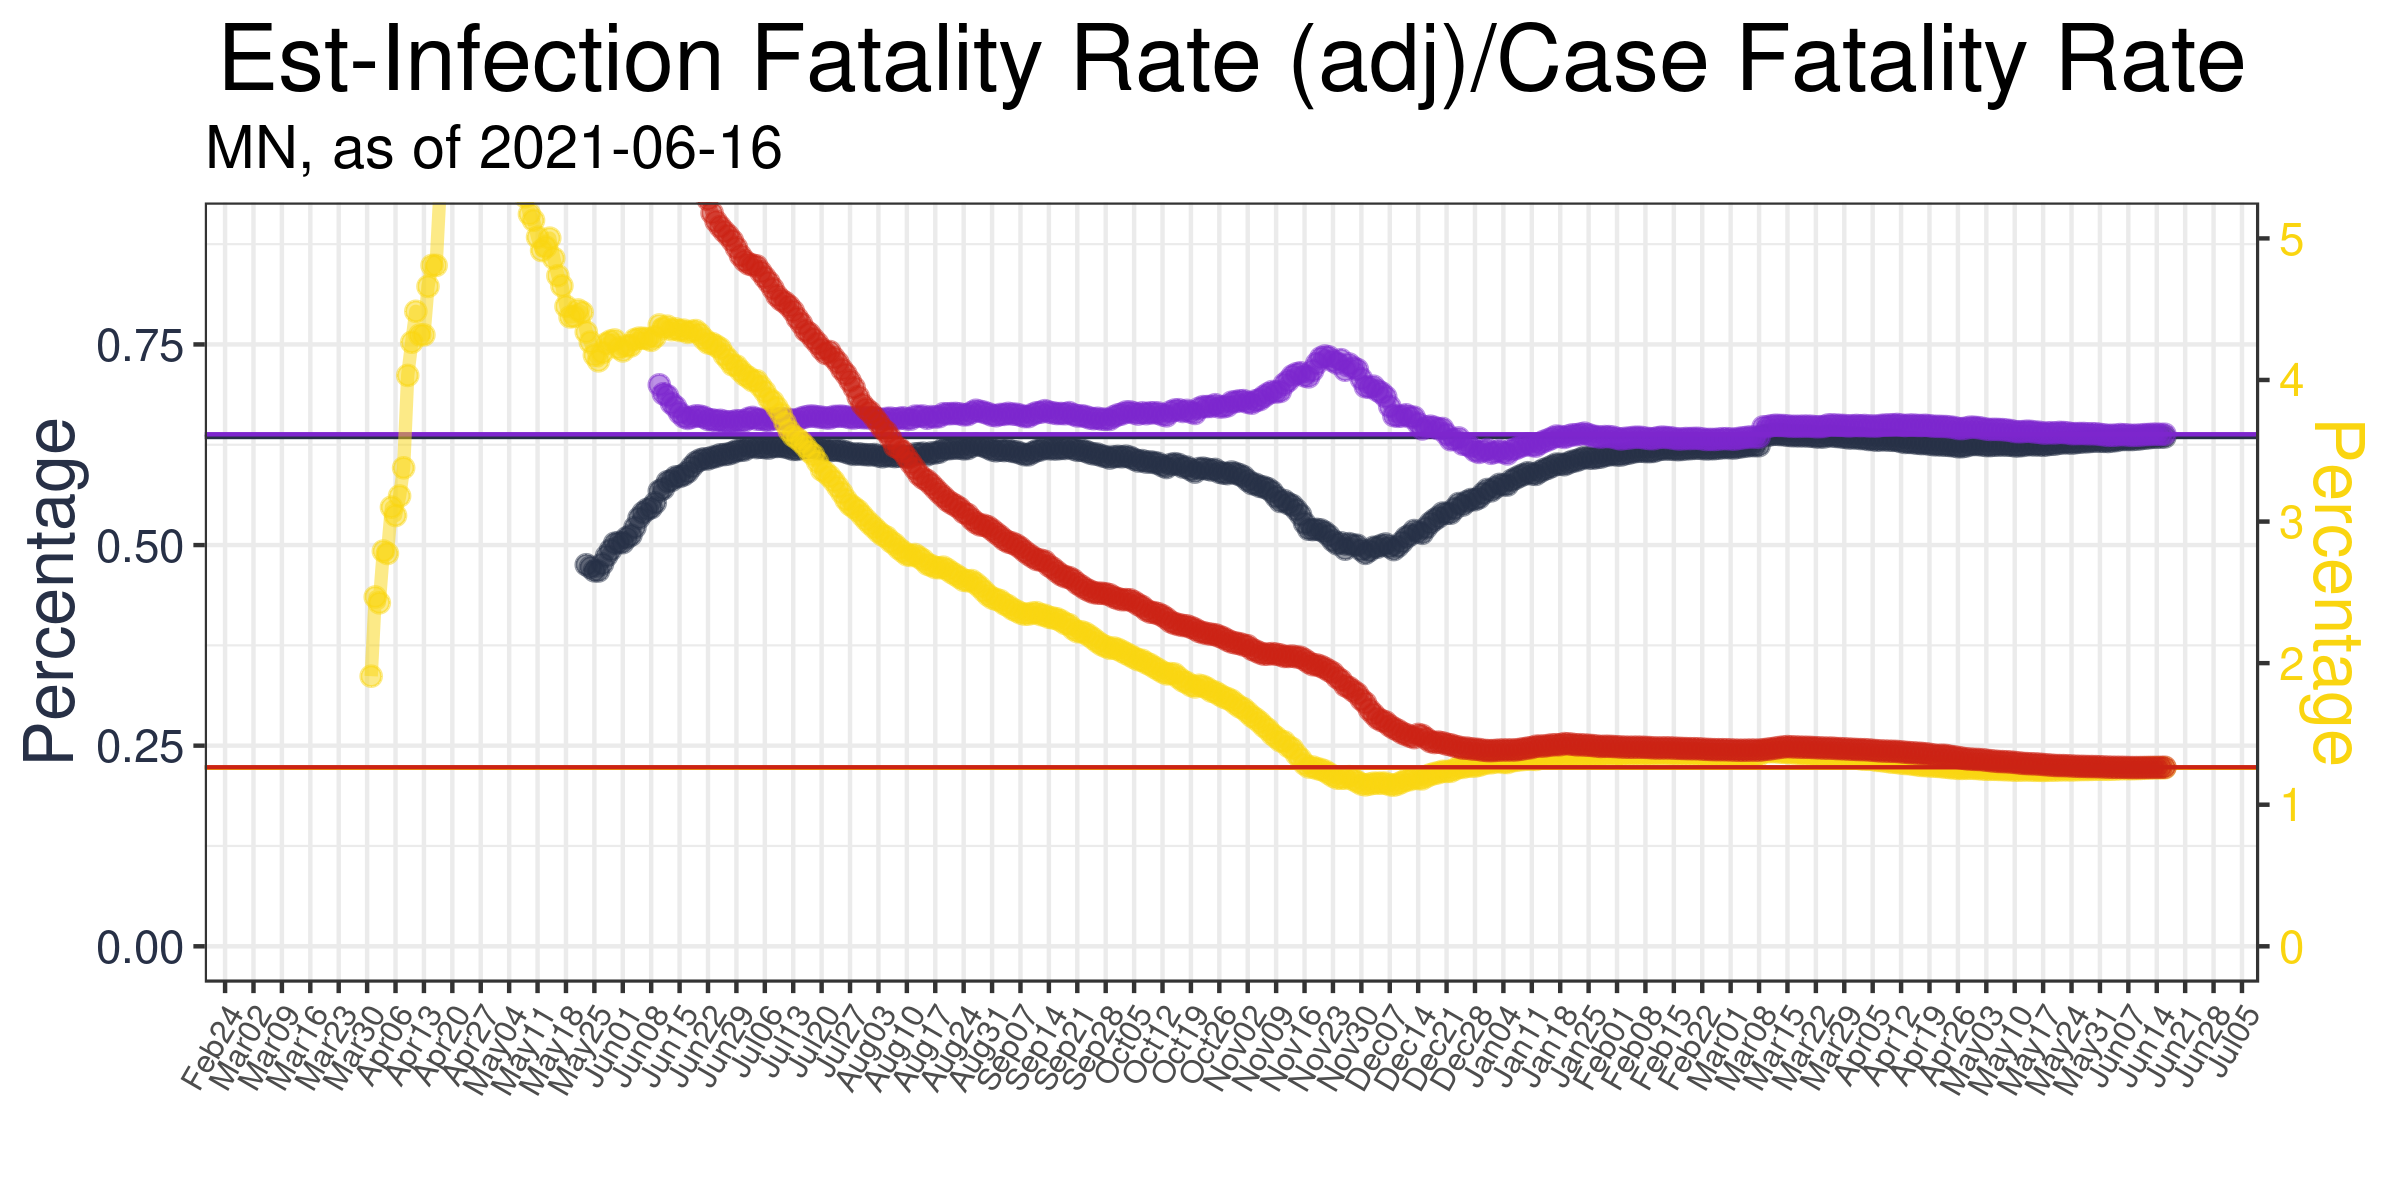 Est-Infection Fatality Rate (adj)/Case Fatality Rate
MN, as of 2021-06-16
Percentage
0.75
0.50
0.25
0.00
5
4
3
2
1
0
Percentage
Feb24
Mar02
Mar09
Mar16
Mar23
Mar30
Apr06
Apr13
Apr20
Apr27
May04
May11
May18
May25
Jun01
Jun08
Jun15
Jun22
Jun29
Jul06
Jul13
Jul20
Jul27
Aug03
Aug10
Aug17
Aug24
Aug31
Sep07
Sep14
Sep21
Sep28
Oct05
Oct12
Oct19
Oct26
Nov02
Nov09
Nov16
Nov23
Nov30
Dec07
Dec14
Dec21
Dec28
Jan04
Jan11
Jan18
Jan25
Feb01
Feb08
Feb15
Feb22
Mar01
Mar08
Mar15
Mar22
Mar29
Apr05
Apr12
Apr19
Apr26
May03
May10
May17
May24
May31
Jun07
Jun14
Jun21
Jun28
Jul05